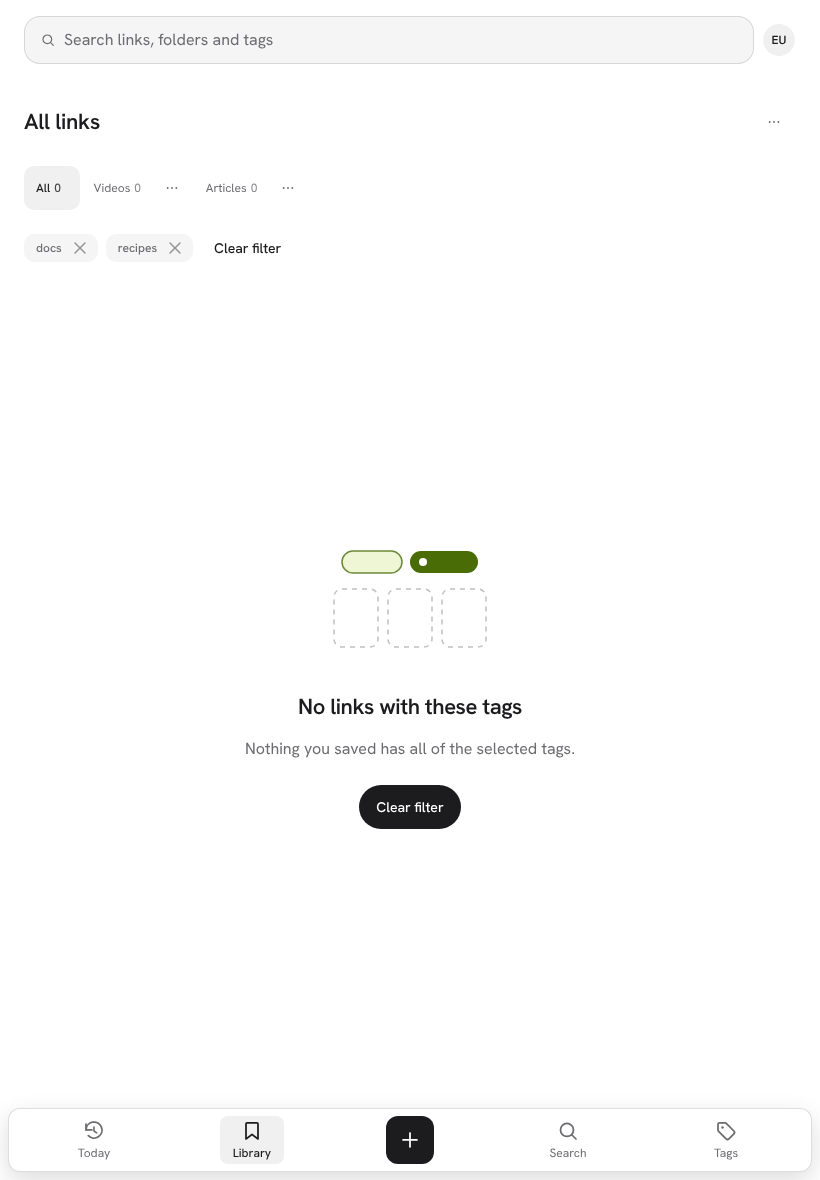 Search links, folders and tags
EU
All links
All 0 Videos 0 Articles 0
docs recipes Clear filter
No links with these tags
Nothing you saved has all of the selected tags.
Clear filter
Today Library Search Tags